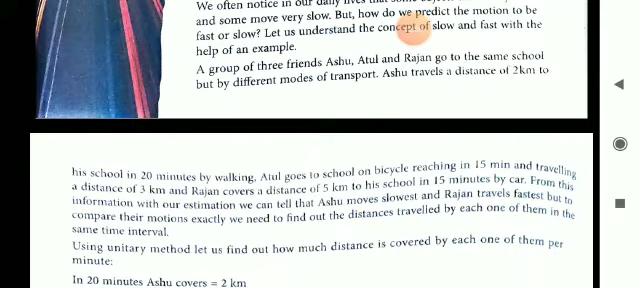 We often notice in our daily lives that some
and some move very slow. But, how do we predict the motion to be
fast or slow? Let us understand the concept of slow and fast with the
help of an example.
A group of three friends Ashu, Atul and Rajan go to the same school
but by different modes of transport. Ashu travels a distance of 2km to
his school in 20 minutes by walking, Atul goes to school on bicycle reaching in 15 min and travelling
a distance of 3 km and Rajan covers a distance of 5 km to his school in 15 minutes by car. From this
information with our estimation we can tell that Ashu moves slowest and Rajan travels fastest but to
compare their motions exactly we need to find out the distances travelled by each one of them in the
same time interval.
Using unitary method let us find out how much distance is covered by each one of them per
minute:
In 20 minutes Ashu covers = 2 km